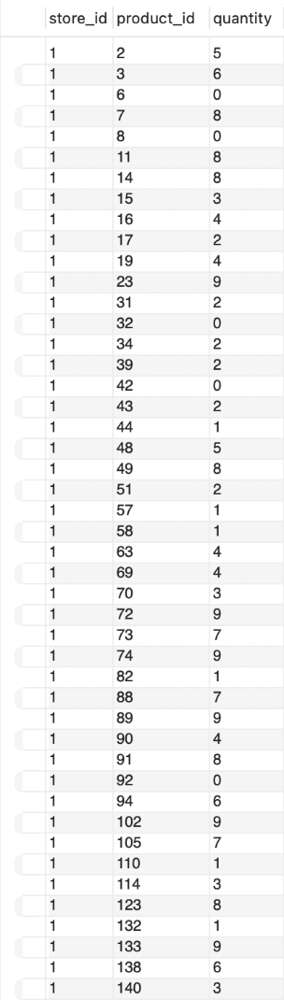 store_id product_id quantity
1 2 5
1 3 6
1 6 0
1 7 8
1 8 0
1 11 8
1 14 8
1 15 3
1 16 4
1 17 2
1 19 4
1 23 9
1 31 2
1 32 0
1 34 2
1 39 2
1 42 0
1 43 2
1 44 1
1 48 5
1 49 8
1 51 2
1 57 1
1 58 1
1 63 4
1 69 4
1 70 3
1 72 9
1 73 7
1 74 9
1 82 1
1 88 7
1 89 9
1 90 4
1 91 8
1 92 0
1 94 6
1 102 9
1 105 7
1 110 1
1 114 3
1 123 8
1 132 1
1 133 9
1 138 6
1 140 3